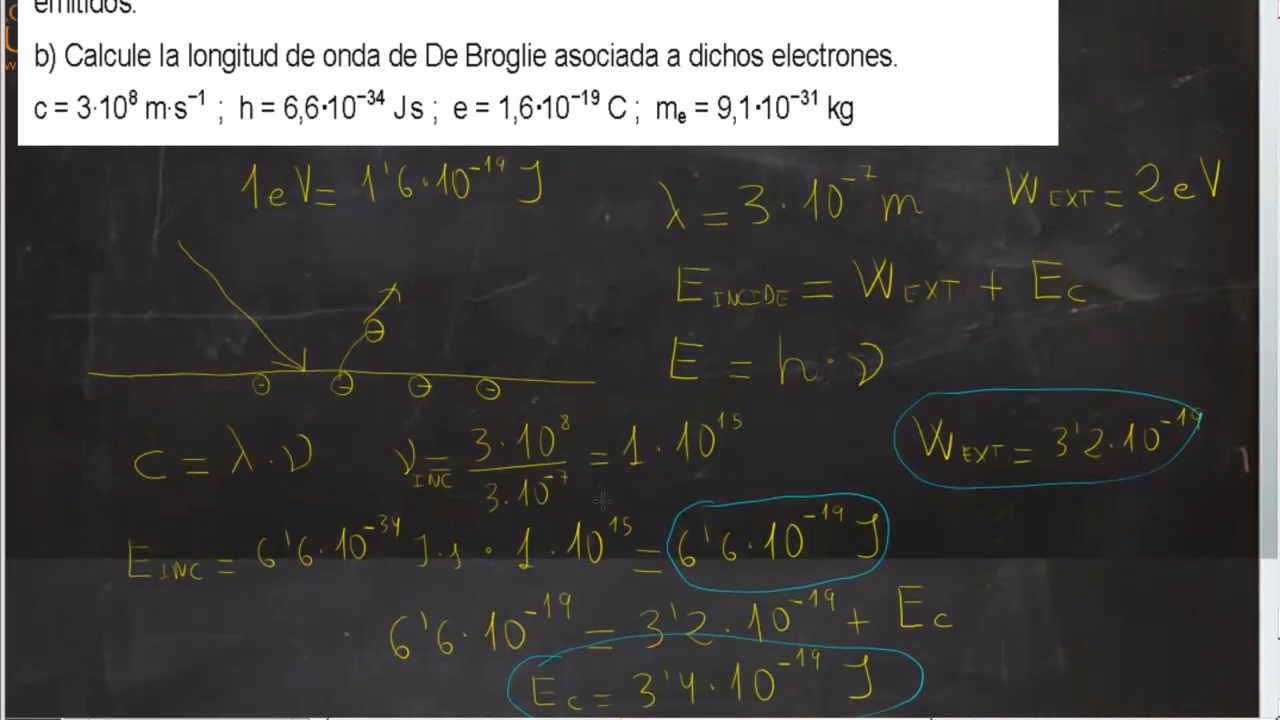 emitidos.
b) Calcule la longitud de onda de De Broglie asociada a dichos electrones.
c = 3·10⁸ m·s⁻¹ ; h = 6,6·10⁻³⁴ J s ; e = 1,6·10⁻¹⁹ C ; mₑ = 9,1·10⁻³¹ kg
1eV = 1'6·10⁻¹⁹ J
λ = 3·10⁻⁷ m
W EXT = 2eV
E INCIDE = W EXT + E c
E = h·ν
W EXT = 3'2·10⁻¹⁹
c = λ·ν
ν INC = 3·10⁸ / 3·10⁻⁷ = 1·10¹⁵
E INC = 6'6·10⁻³⁴ J·s · 1·10¹⁵ = 6'6·10⁻¹⁹ J
6'6·10⁻¹⁹ = 3'2·10⁻¹⁹ + E c
E c = 3'4·10⁻¹⁹ J